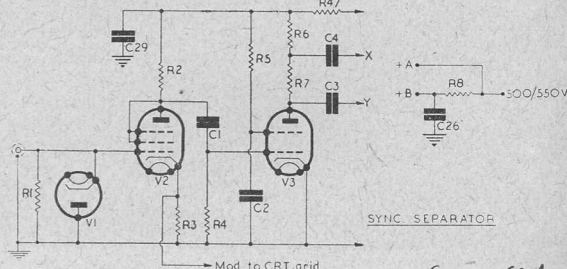 R47
R6
C4
X
C29
R2
R5
R7
C3
Y
+A
+B
R8
500/550V
C26
C1
V2
V3
R1
V1
R3
R4
C2
SYNC. SEPARATOR
Mod. to CRT grid